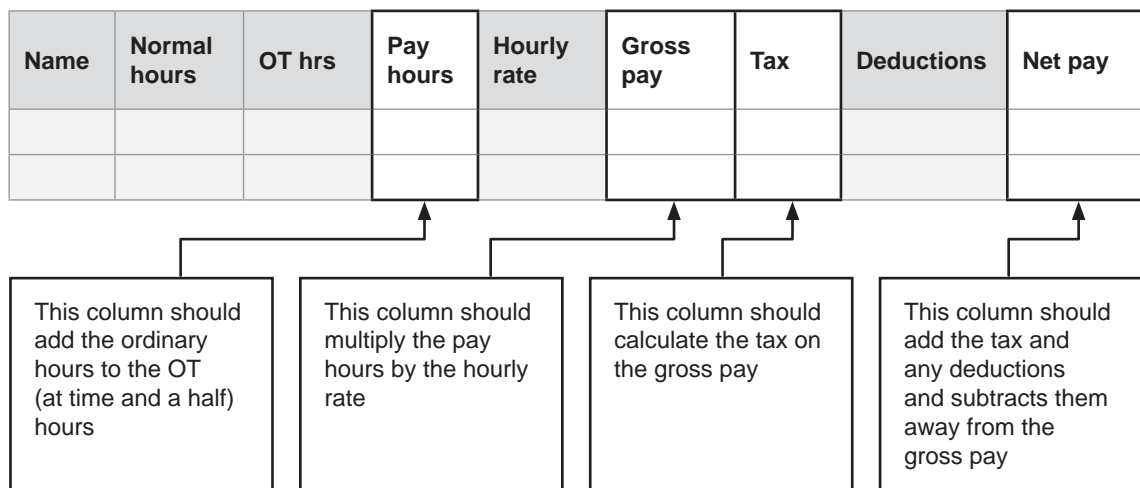 Name
Normal
hours
OT hrs
Pay
hours
Hourly
rate
Gross
pay
Tax
Deductions
Net pay
This column should
add the ordinary
hours to the OT
(at time and a half)
hours
This column should
multiply the pay
hours by the hourly
rate
This column should
calculate the tax on
the gross pay
This column should
add the tax and
any deductions
and subtracts them
away from the
gross pay